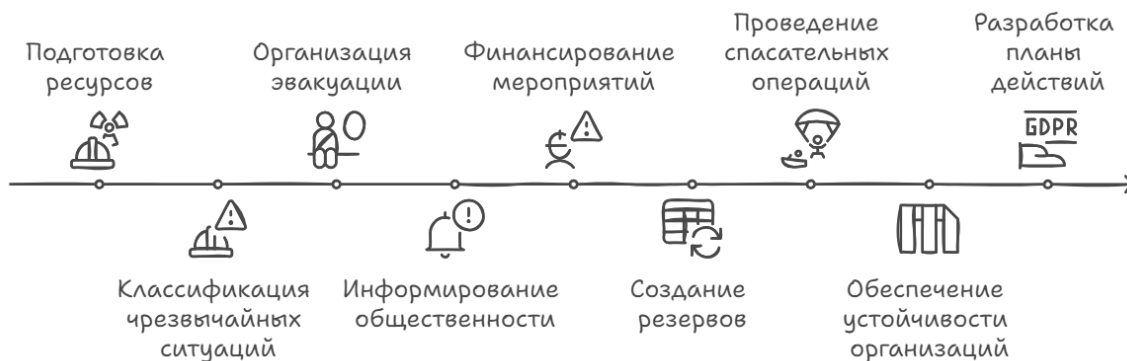 Подготовка
ресурсов
Организация
эвакуации
Финансирование
мероприятий
Проведение
спасательных
операций
Разработка
планы
действий
GDPR
Классификация
чрезвычайных
ситуаций
Информирование
общественности
Создание
резервов
Обеспечение
устойчивости
организаций